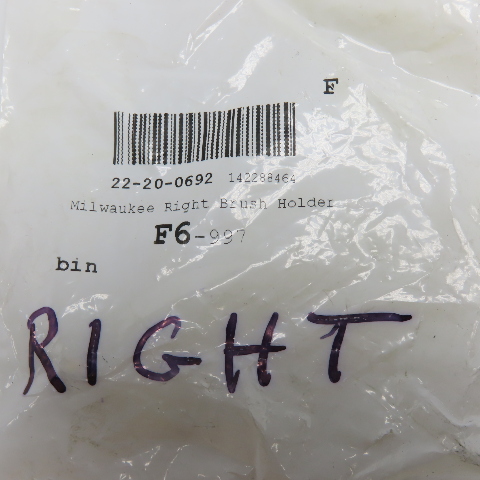 F
22-20-0692 142288464
Milwaukee Right Brush Holder
F6-997
bin
RIGHT